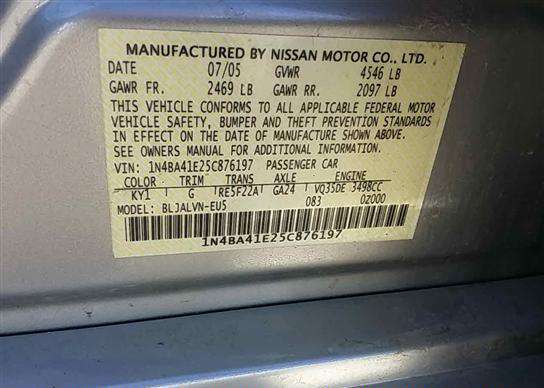 MANUFACTURED BY NISSAN MOTOR CO., LTD.
DATE 07/05 GVWR 4546 LB
GAWR FR. 2469 LB GAWR RR. 2097 LB
THIS VEHICLE CONFORMS TO ALL APPLICABLE FEDERAL MOTOR
VEHICLE SAFETY, BUMPER AND THEFT PREVENTION STANDARDS
IN EFFECT ON THE DATE OF MANUFACTURE SHOWN ABOVE.
SEE OWNERS MANUAL FOR ADDITIONAL INFORMATION.
VIN: 1N4BA41E25C876197 PASSENGER CAR
COLOR TRIM TRANS AXLE ENGINE
KY1 G RE5F22A GA24 VQ35DE 3498CC
MODEL: BLJALVN-EU5 083 02000
1N4BA41E25C876197